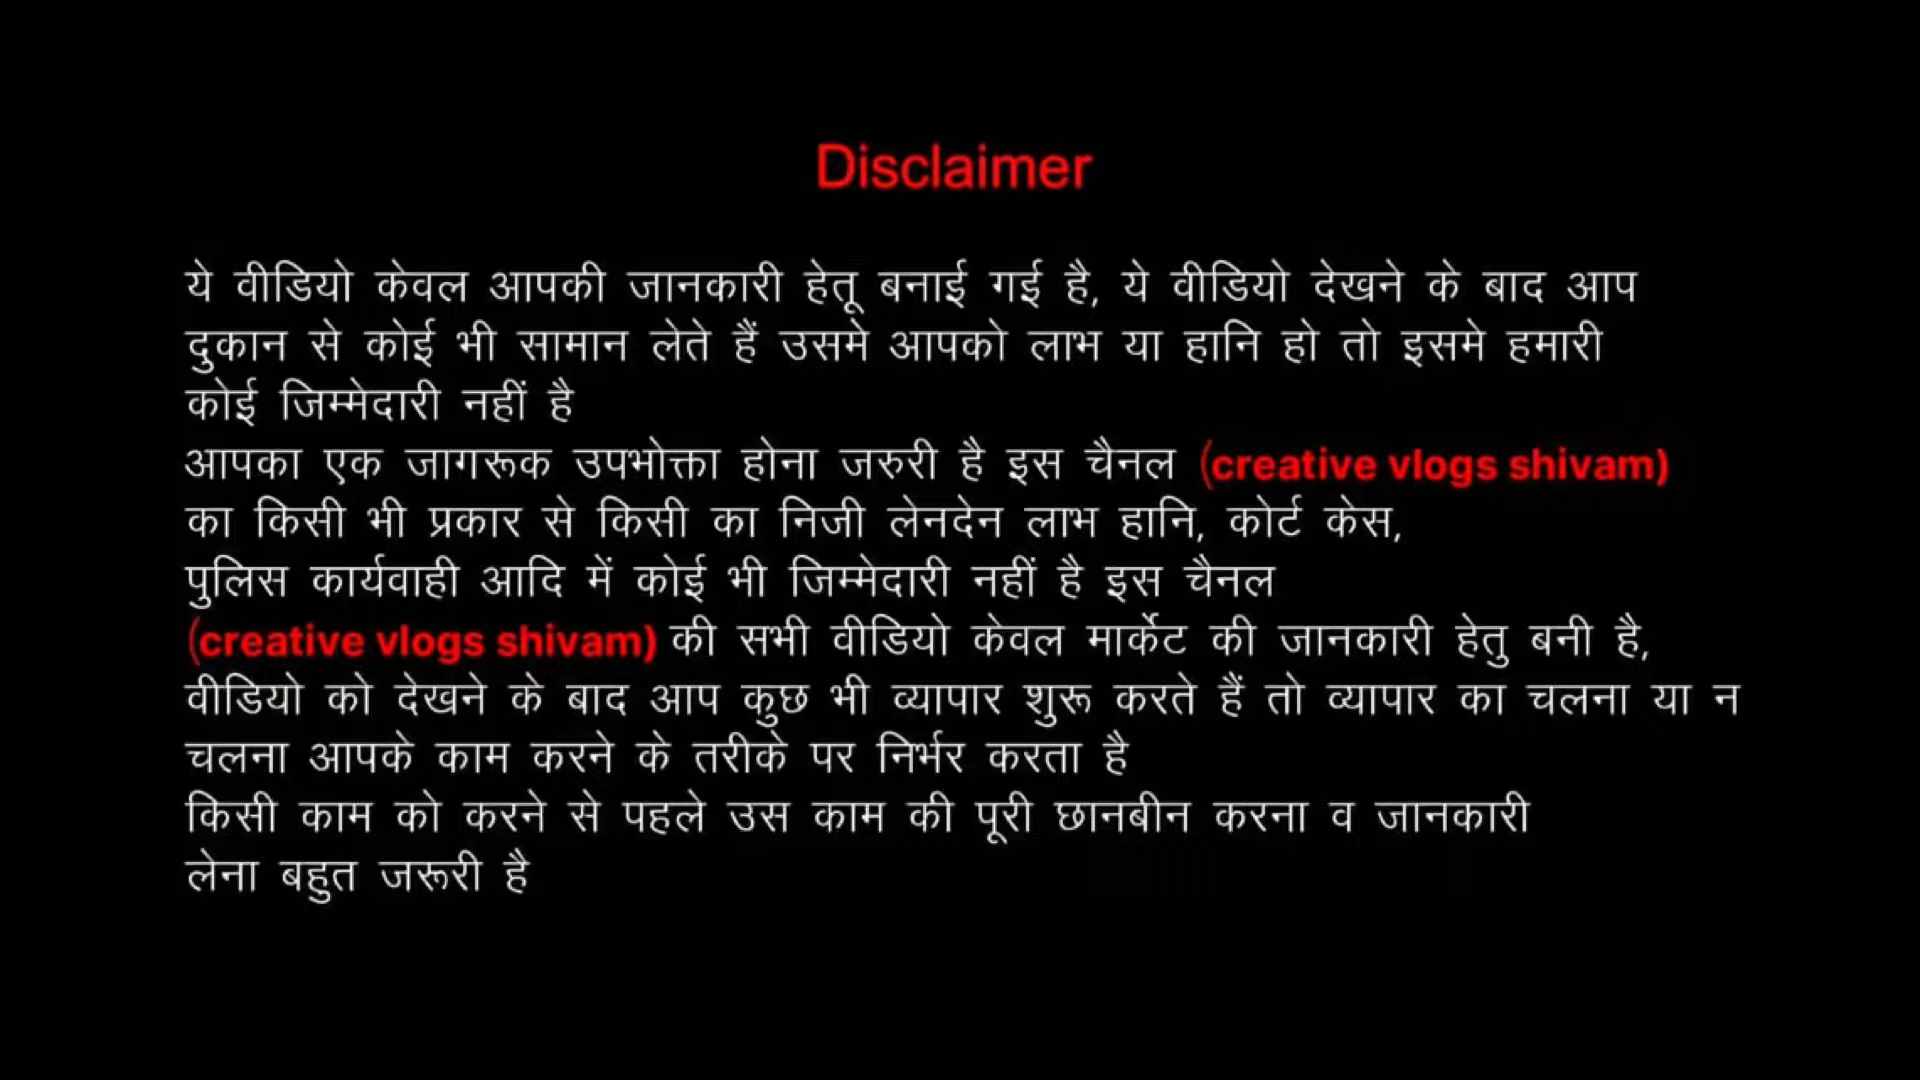 Disclaimer
ये वीडियो केवल आपकी जानकारी हेतू बनाई गई है, ये वीडियो देखने के बाद आप
दुकान से कोई भी सामान लेते हैं उसमे आपको लाभ या हानि हो तो इसमे हमारी
कोई जिम्मेदारी नहीं है
आपका एक जागरूक उपभोक्ता होना जरुरी है इस चैनल (creative vlogs shivam)
का किसी भी प्रकार से किसी का निजी लेनदेन लाभ हानि, कोर्ट केस,
पुलिस कार्यवाही आदि में कोई भी जिम्मेदारी नहीं है इस चैनल
(creative vlogs shivam) की सभी वीडियो केवल मार्केट की जानकारी हेतु बनी है,
वीडियो को देखने के बाद आप कुछ भी व्यापार शुरू करते हैं तो व्यापार का चलना या न
चलना आपके काम करने के तरीके पर निर्भर करता है
किसी काम को करने से पहले उस काम की पूरी छानबीन करना व जानकारी
लेना बहुत जरूरी है